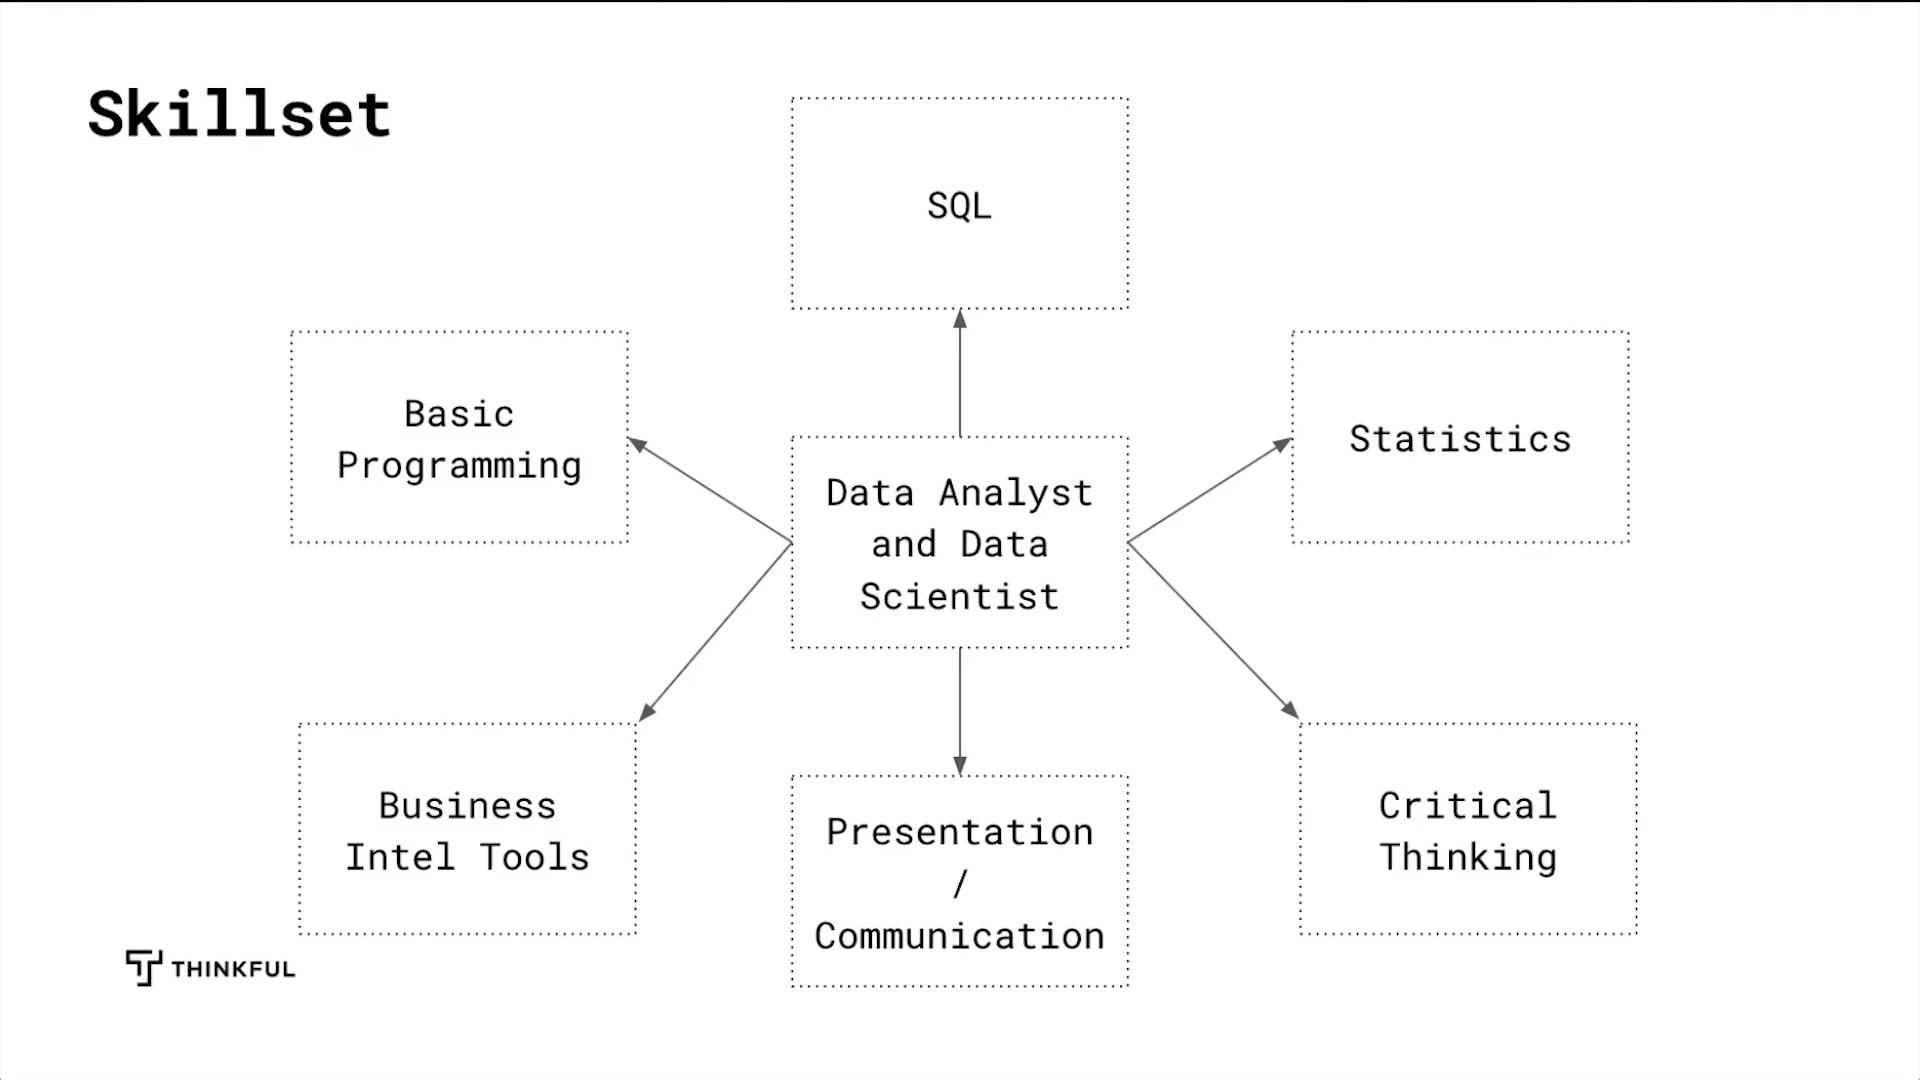 Skillset
SQL
Basic
Programming
Statistics
Data Analyst
and Data
Scientist
Business
Intel Tools
Presentation
/
Communication
Critical
Thinking
THINKFUL